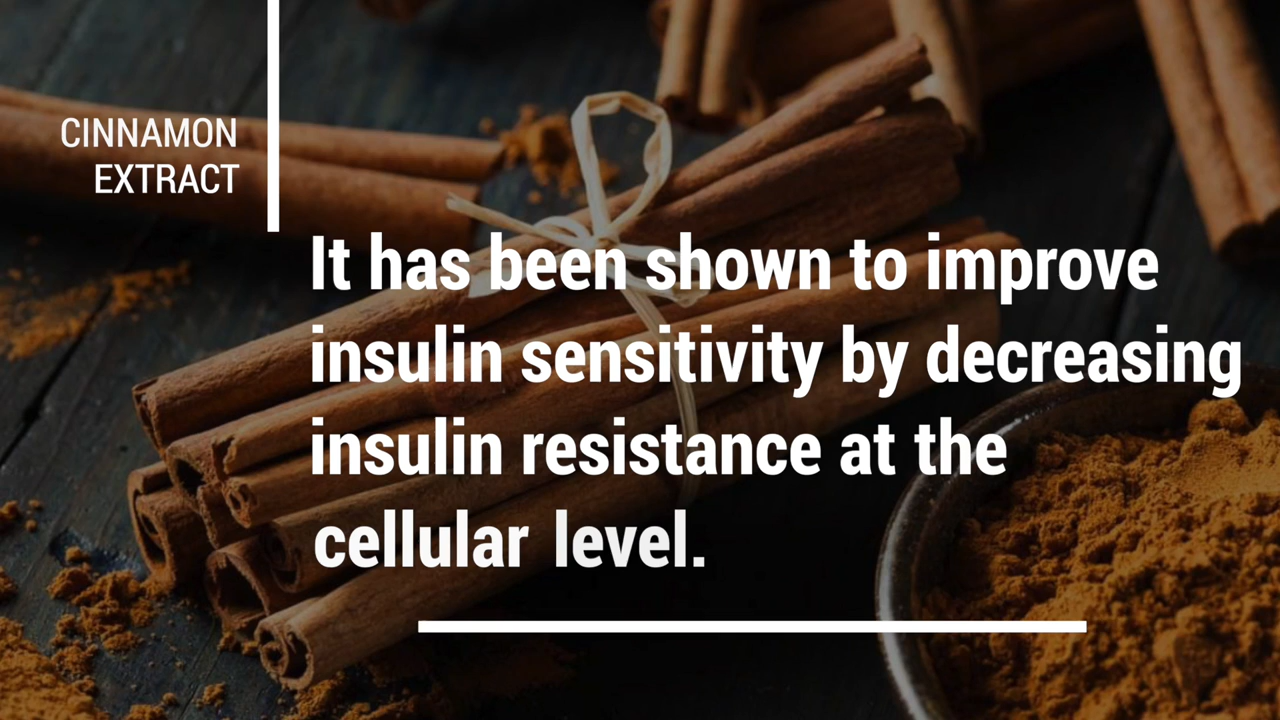 CINNAMON
EXTRACT
It has been shown to improve
insulin sensitivity by decreasing
insulin resistance at the
cellular level.